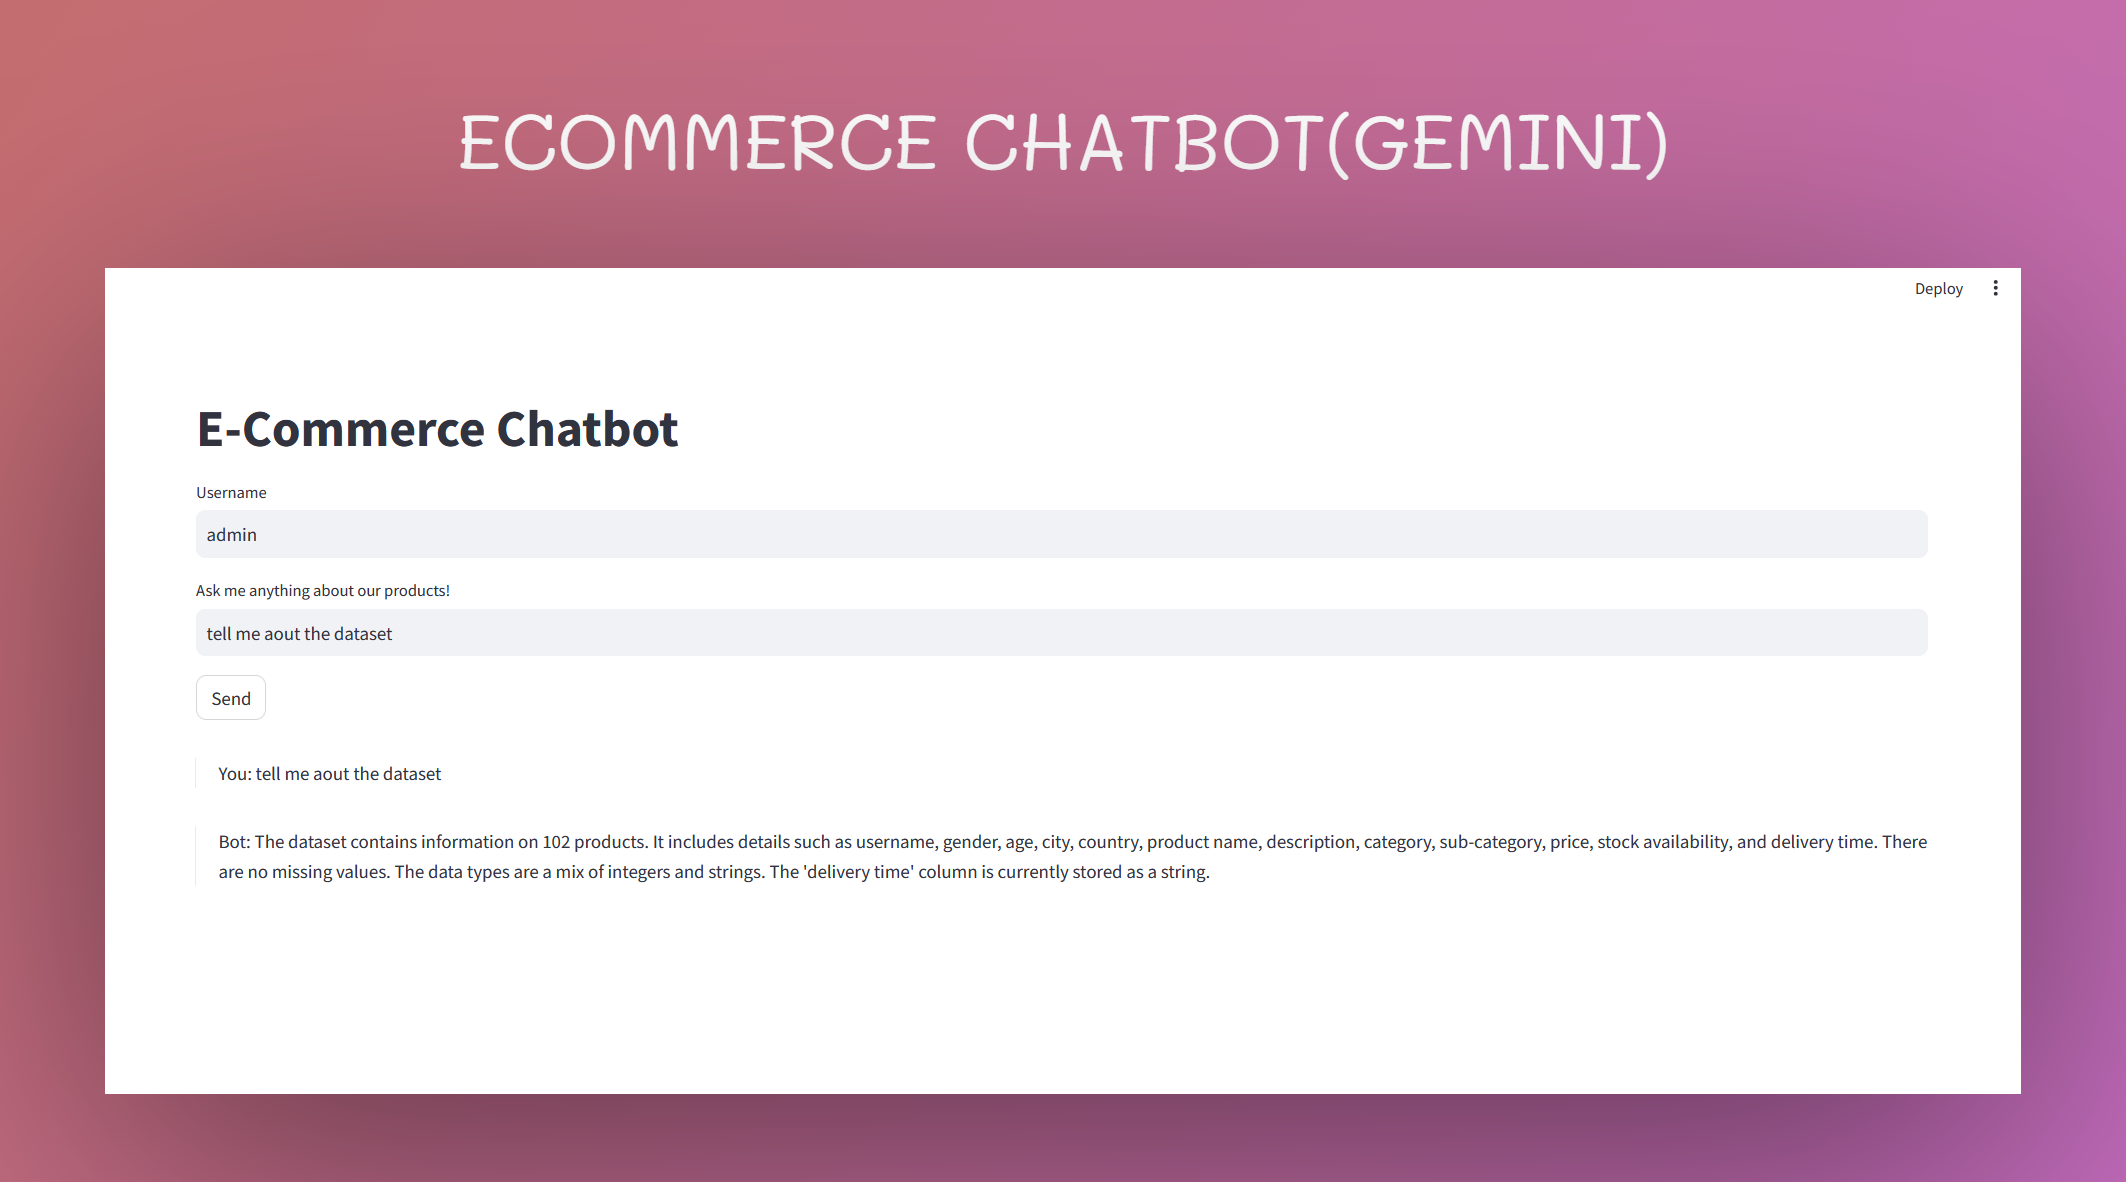 ECOMMERCE CHATBOT(GEMINI)
Deploy
E-Commerce Chatbot
Username
admin
Ask me anything about our products!
tell me aout the dataset
Send
You: tell me aout the dataset
Bot: The dataset contains information on 102 products. It includes details such as username, gender, age, city, country, product name, description, category, sub-category, price, stock availability, and delivery time. There
are no missing values. The data types are a mix of integers and strings. The 'delivery time' column is currently stored as a string.